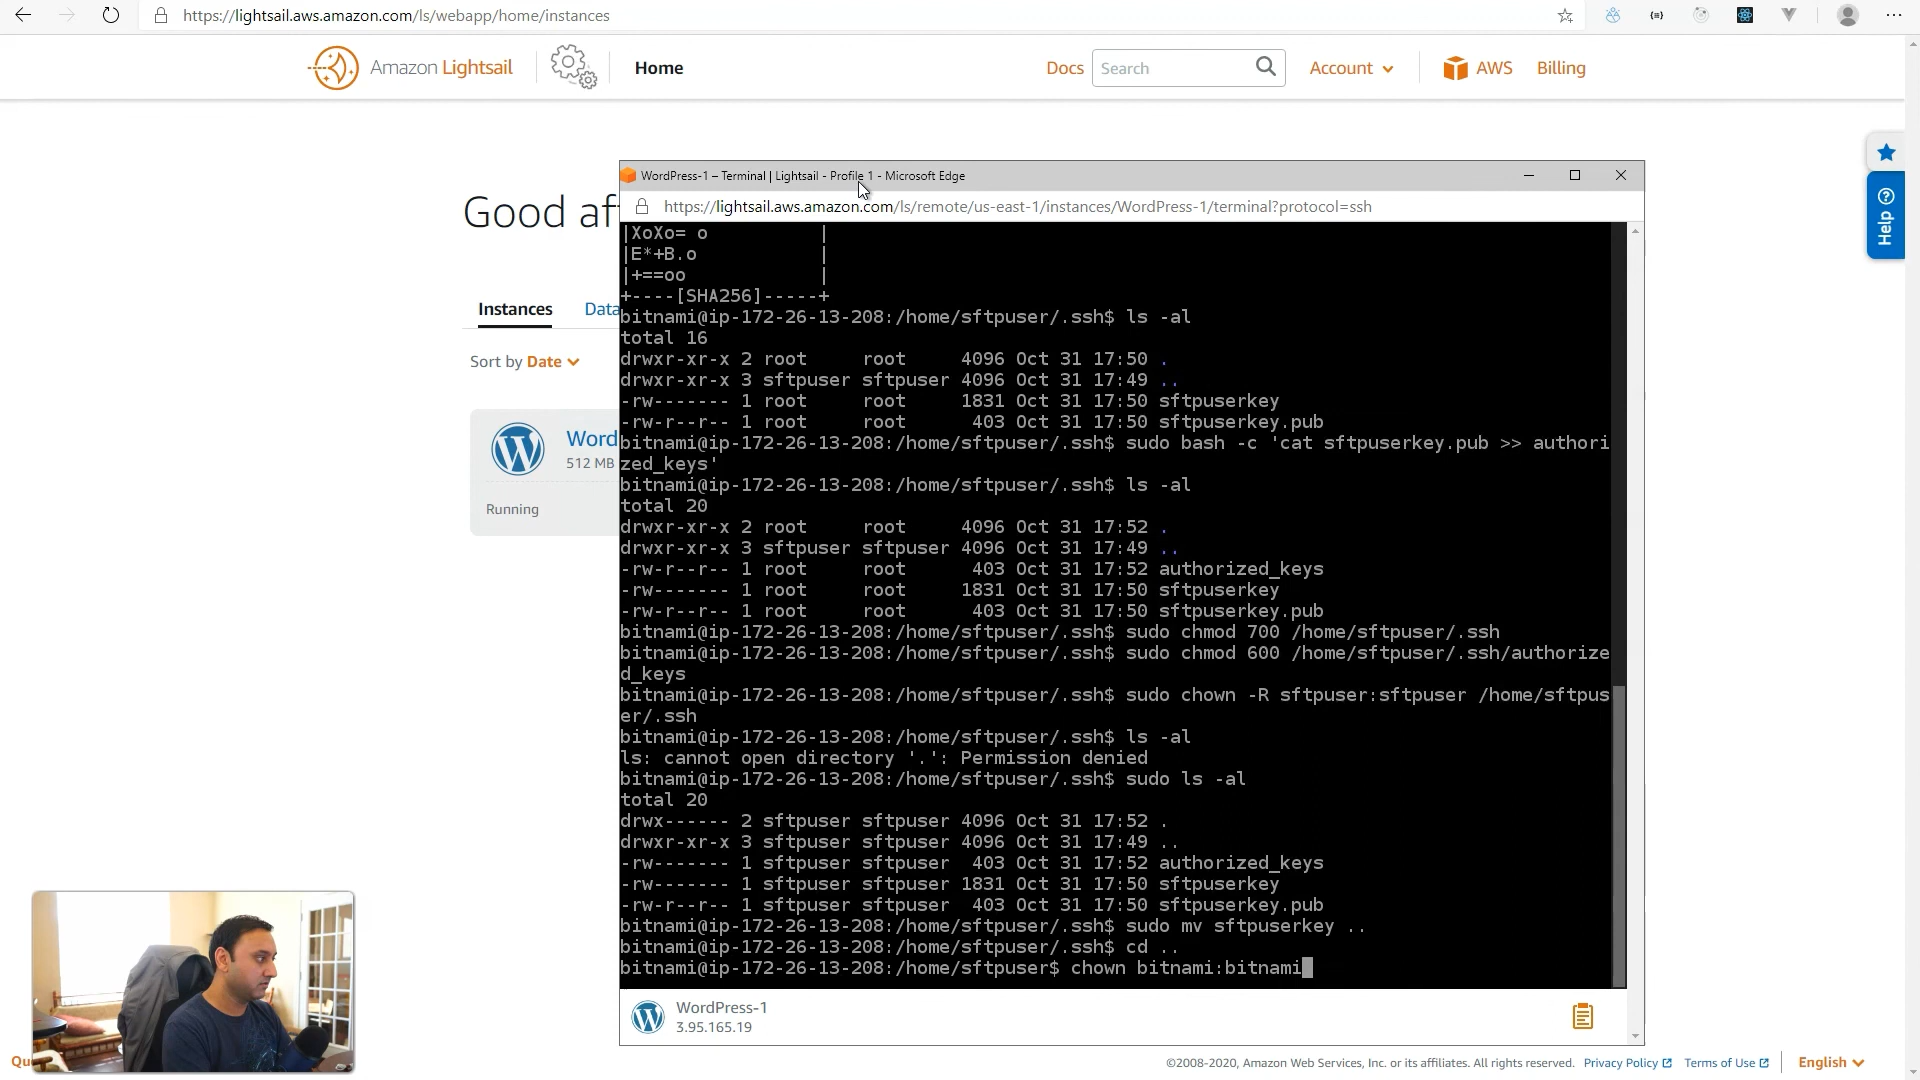 https://lightsail.aws.amazon.com/ls/webapp/home/instances
Amazon Lightsail
Home
Docs
Search
Account
AWS
Billing
Help
Good af
Instances
Data
Sort by Date
Word
512 MB
Running
WordPress-1 – Terminal | Lightsail - Profile 1 - Microsoft Edge
https://lightsail.aws.amazon.com/ls/remote/us-east-1/instances/WordPress-1/terminal?protocol=ssh
|XoXo= o          |
|E*+B.o           |
|+==oo            |
+----[SHA256]-----+
bitnami@ip-172-26-13-208:/home/sftpuser/.ssh$ ls -al
total 16
drwxr-xr-x 2 root     root     4096 Oct 31 17:50 .
drwxr-xr-x 3 sftpuser sftpuser 4096 Oct 31 17:49 ..
-rw------- 1 root     root     1831 Oct 31 17:50 sftpuserkey
-rw-r--r-- 1 root     root      403 Oct 31 17:50 sftpuserkey.pub
bitnami@ip-172-26-13-208:/home/sftpuser/.ssh$ sudo bash -c 'cat sftpuserkey.pub >> authori
zed_keys'
bitnami@ip-172-26-13-208:/home/sftpuser/.ssh$ ls -al
total 20
drwxr-xr-x 2 root     root     4096 Oct 31 17:52 .
drwxr-xr-x 3 sftpuser sftpuser 4096 Oct 31 17:49 ..
-rw-r--r-- 1 root     root      403 Oct 31 17:52 authorized_keys
-rw------- 1 root     root     1831 Oct 31 17:50 sftpuserkey
-rw-r--r-- 1 root     root      403 Oct 31 17:50 sftpuserkey.pub
bitnami@ip-172-26-13-208:/home/sftpuser/.ssh$ sudo chmod 700 /home/sftpuser/.ssh
bitnami@ip-172-26-13-208:/home/sftpuser/.ssh$ sudo chmod 600 /home/sftpuser/.ssh/authorize
d_keys
bitnami@ip-172-26-13-208:/home/sftpuser/.ssh$ sudo chown -R sftpuser:sftpuser /home/sftpus
er/.ssh
bitnami@ip-172-26-13-208:/home/sftpuser/.ssh$ ls -al
ls: cannot open directory '.': Permission denied
bitnami@ip-172-26-13-208:/home/sftpuser/.ssh$ sudo ls -al
total 20
drwx------ 2 sftpuser sftpuser 4096 Oct 31 17:52 .
drwxr-xr-x 3 sftpuser sftpuser 4096 Oct 31 17:49 ..
-rw------- 1 sftpuser sftpuser  403 Oct 31 17:52 authorized_keys
-rw------- 1 sftpuser sftpuser 1831 Oct 31 17:50 sftpuserkey
-rw-r--r-- 1 sftpuser sftpuser  403 Oct 31 17:50 sftpuserkey.pub
bitnami@ip-172-26-13-208:/home/sftpuser/.ssh$ sudo mv sftpuserkey ..
bitnami@ip-172-26-13-208:/home/sftpuser/.ssh$ cd ..
bitnami@ip-172-26-13-208:/home/sftpuser$ chown bitnami:bitnami
WordPress-1
3.95.165.19
Qu
©2008-2020, Amazon Web Services, Inc. or its affiliates. All rights reserved.
Privacy Policy
Terms of Use
English